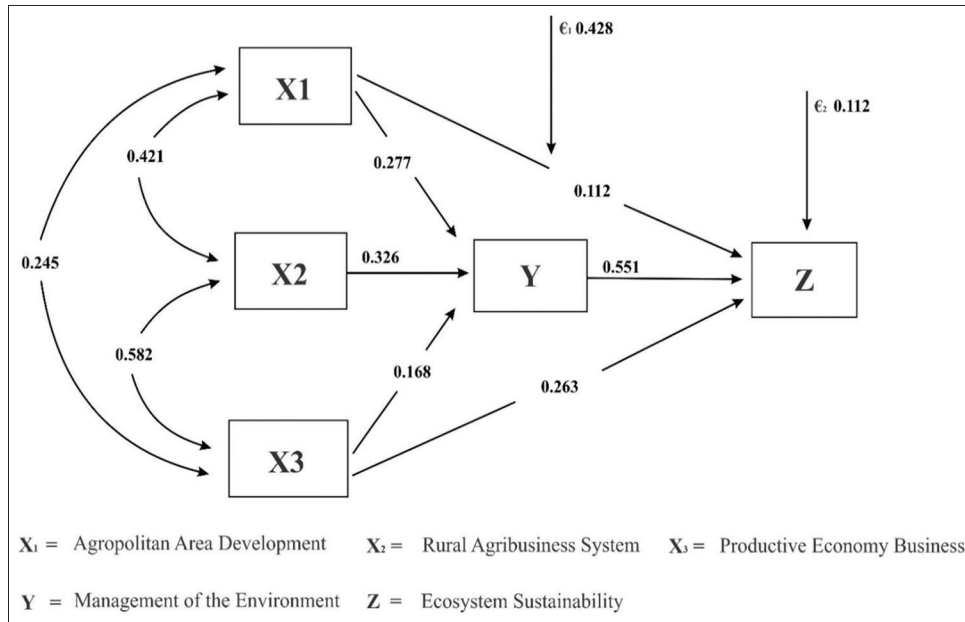 €₁ 0.428
X1
€₂ 0.112
0.421
0.277
0.112
0.245
X2
0.326
Y
0.551
Z
0.582
0.168
0.263
X3
X₁ = Agropolitan Area Development X₂ = Rural Agribusiness System X₃ = Productive Economy Business
Y = Management of the Environment Z = Ecosystem Sustainability